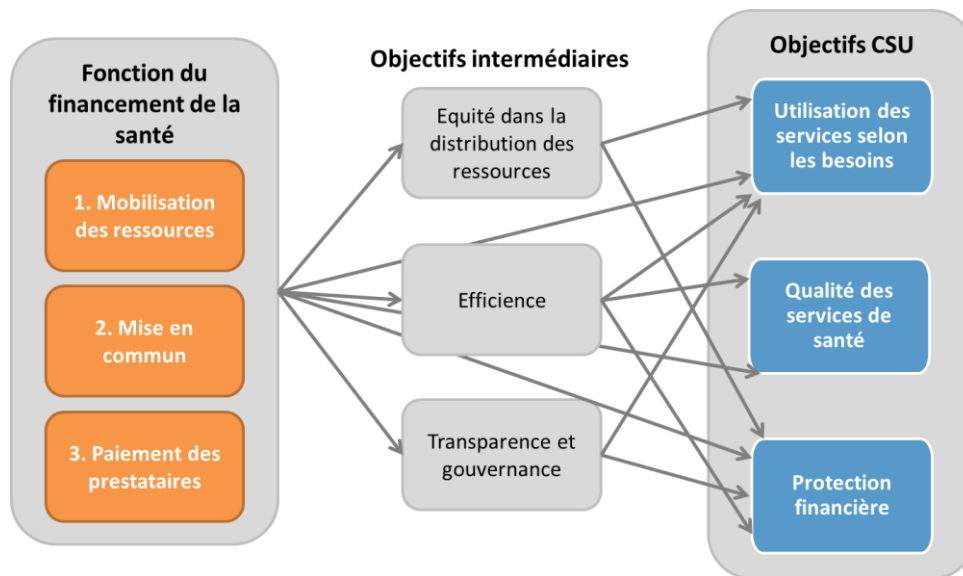 Fonction du
financement de la
santé
1. Mobilisation
des ressources
2. Mise en
commun
3. Paiement des
prestataires
Objectifs intermédiaires
Equité dans la
distribution des
ressources
Efficience
Transparence et
gouvernance
Objectifs CSU
Utilisation des
services selon
les besoins
Qualité des
services de
santé
Protection
financière